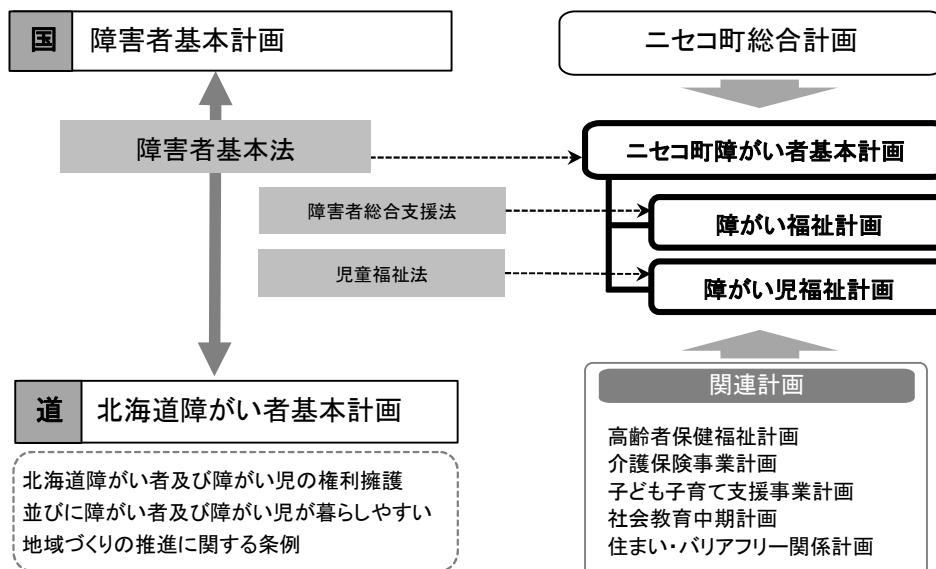 国 障害者基本計画
ニセコ町総合計画
障害者基本法
ニセコ町障がい者基本計画
障害者総合支援法
障がい福祉計画
児童福祉法
障がい児福祉計画
道 北海道障がい者基本計画
北海道障がい者及び障がい児の権利擁護
並びに障がい者及び障がい児が暮らしやすい
地域づくりの推進に関する条例
関連計画
高齢者保健福祉計画
介護保険事業計画
子ども子育て支援事業計画
社会教育中期計画
住まい・バリアフリー関係計画